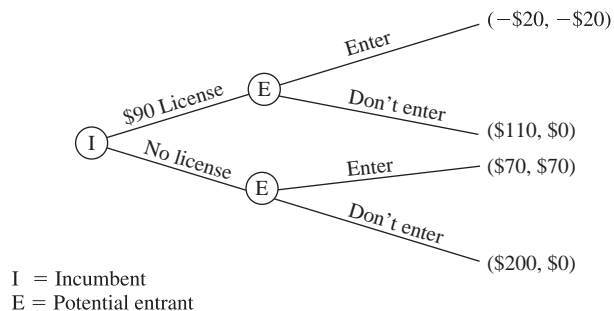 Enter
(−$20, −$20)
$90 License
E
Don't enter
($110, $0)
I
No license
Enter
($70, $70)
E
Don't enter
($200, $0)
I = Incumbent
E = Potential entrant